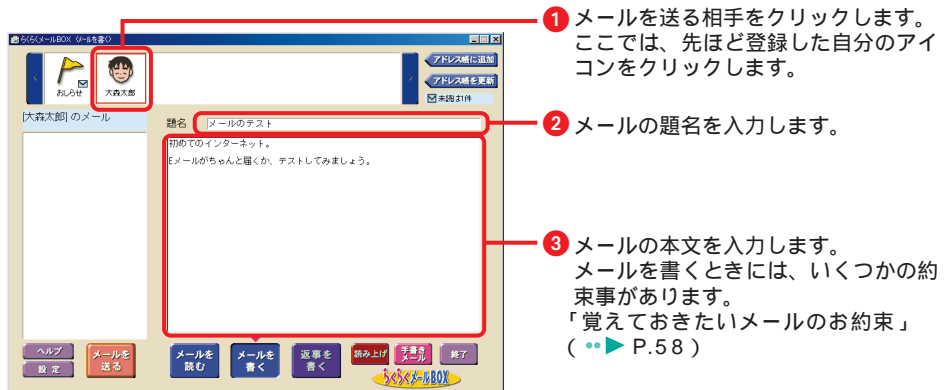 らくらくメールBOX 《メールを書く》
おしらせ
大森太郎
アドレス帳に追加
アドレス帳を更新
未読は1件
[大森太郎] のメール
題名
メールのテスト
初めてのインターネット。
Eメールがちゃんと届くか、テストしてみましょう。
ヘルプ
設定
メールを
送る
メールを
読む
メールを
書く
返事を
書く
読み上げ
手書き
メール
終了
らくらくメールBOX
1 メールを送る相手をクリックします。
ここでは、先ほど登録した自分のアイ
コンをクリックします。
2 メールの題名を入力します。
3 メールの本文を入力します。
メールを書くときには、いくつかの約
束事があります。
「覚えておきたいメールのお約束」
( P.58 )